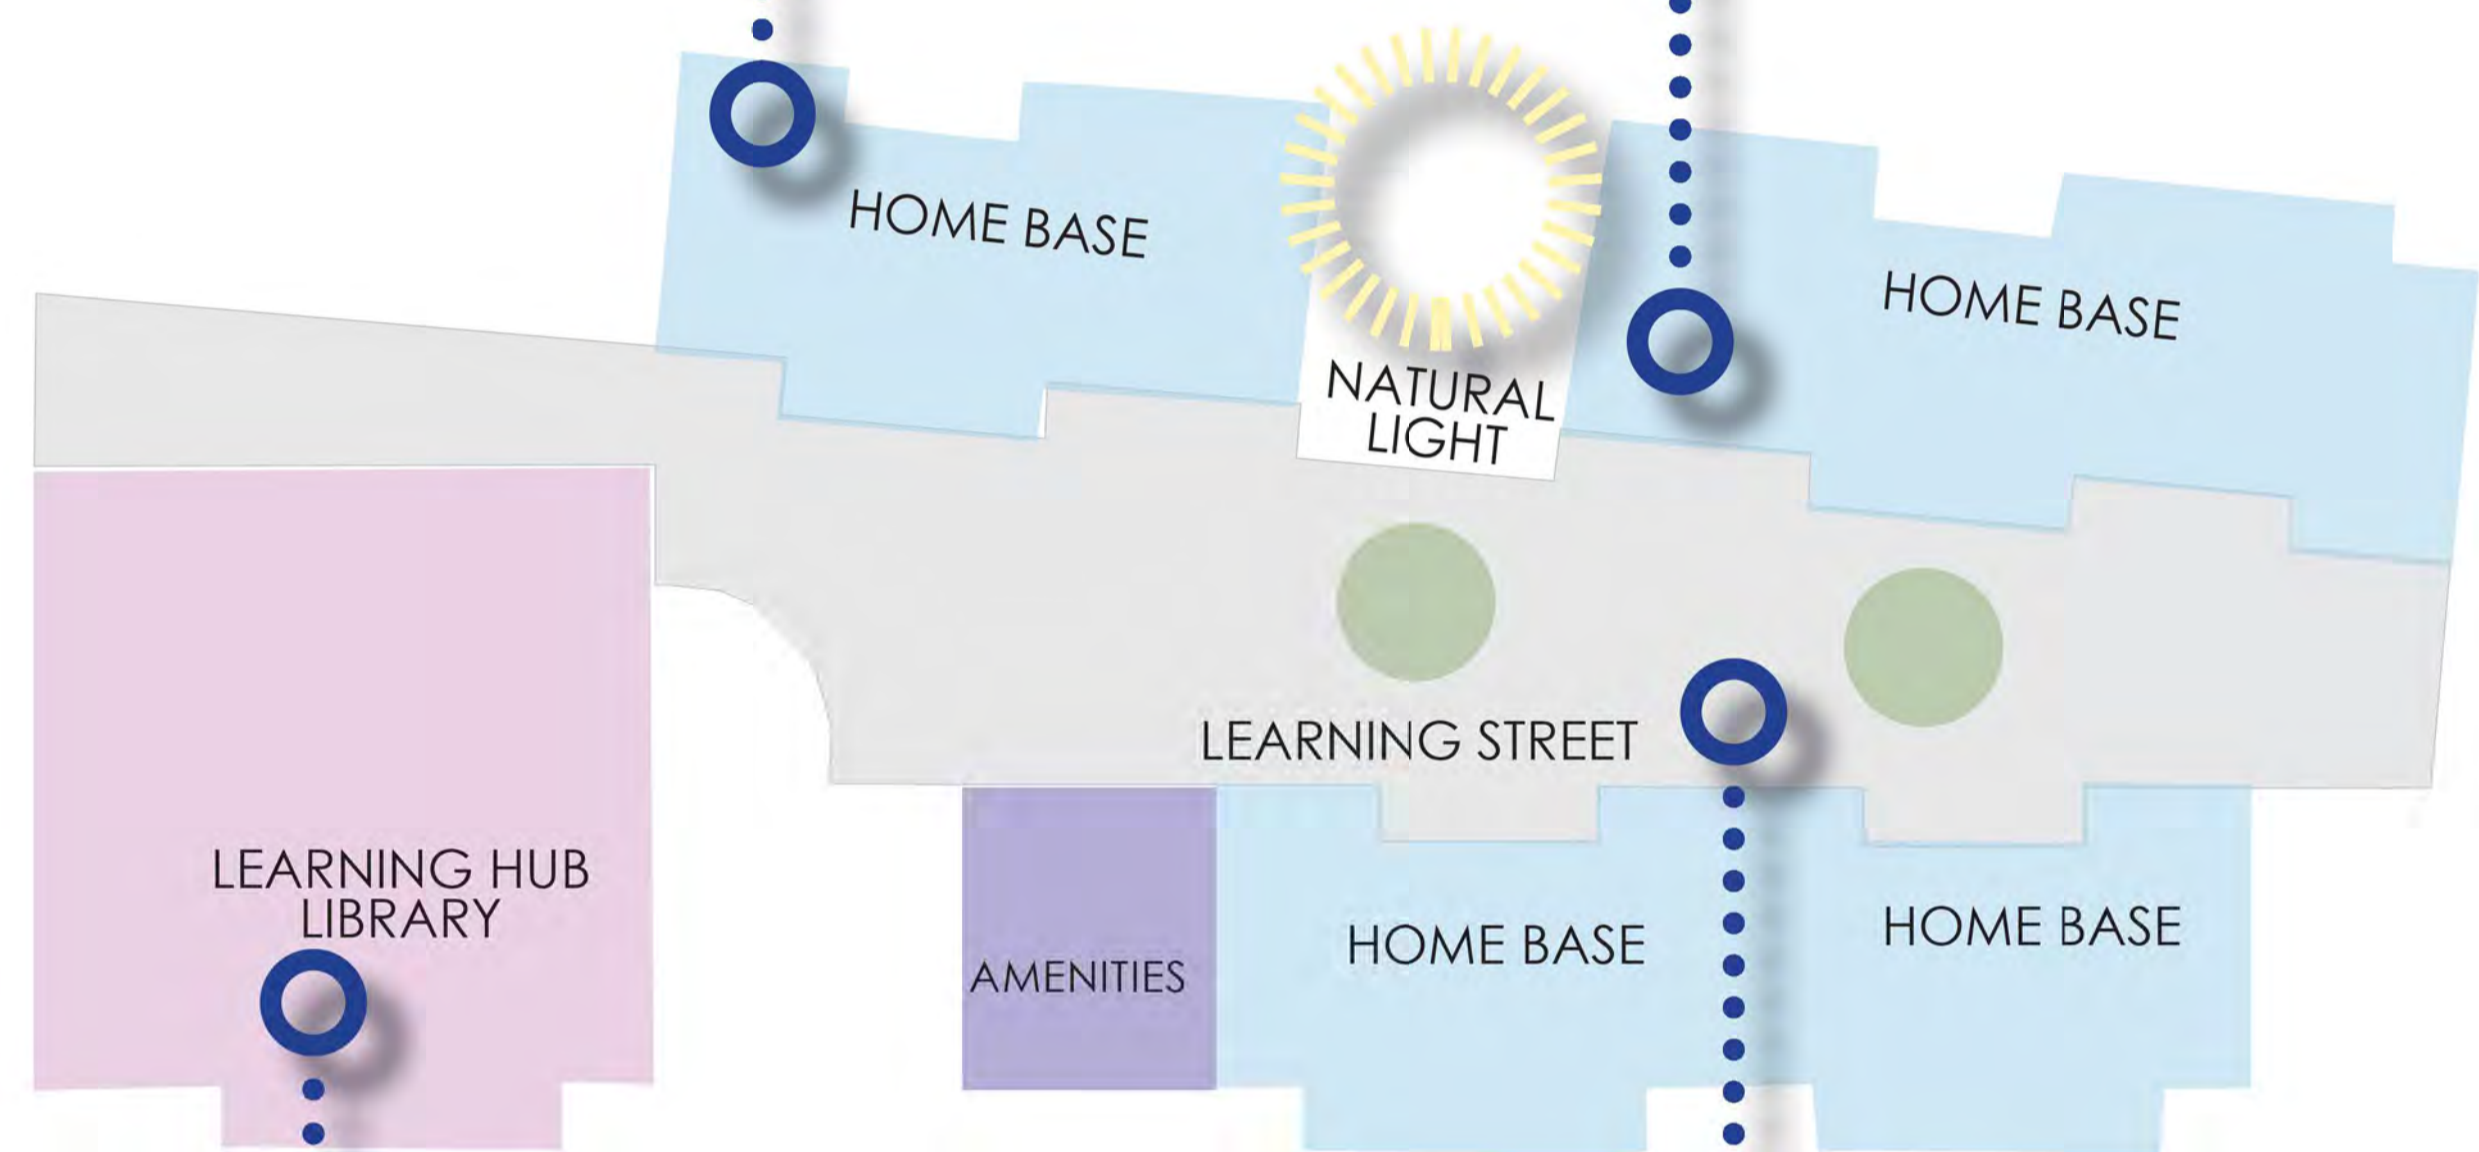 HOME BASE
HOME BASE
NATURAL
LIGHT
LEARNING STREET
LEARNING HUB
LIBRARY
AMENITIES
HOME BASE
HOME BASE